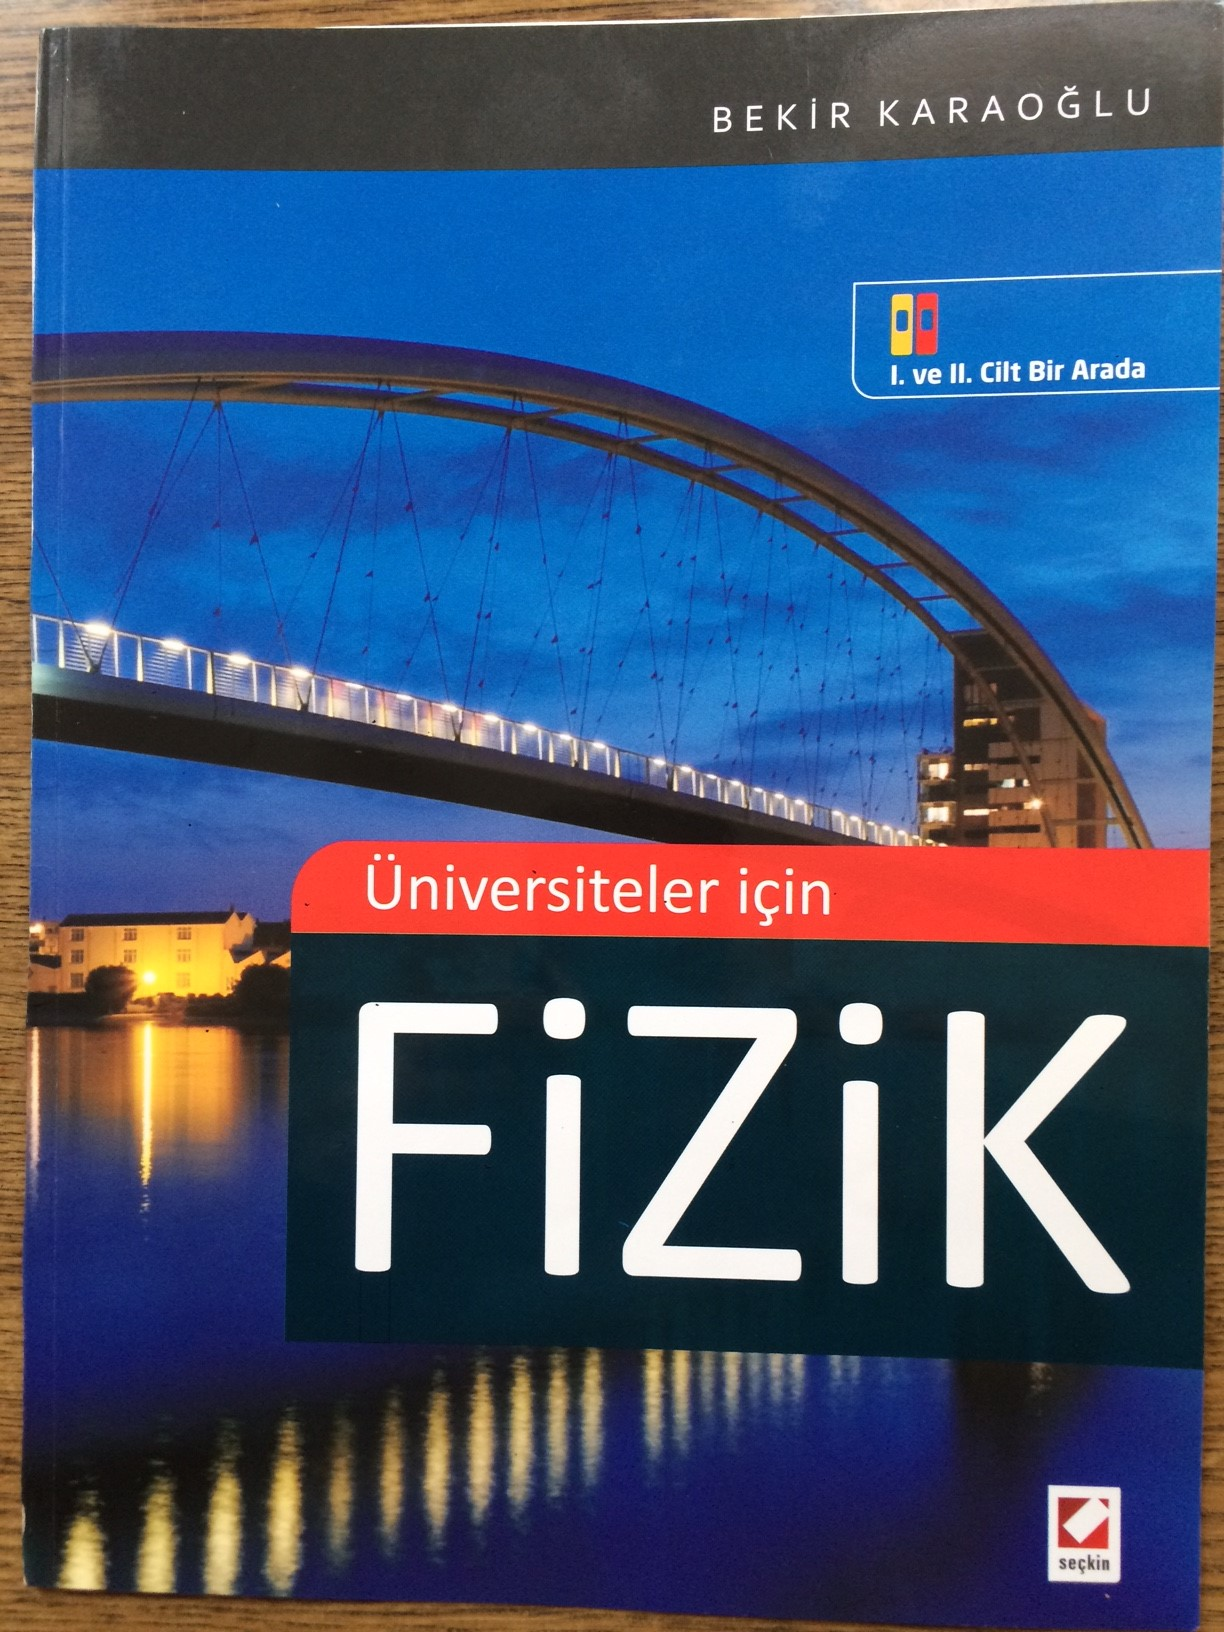 BEKİR KARAOĞLU
I. ve II. Cilt Bir Arada
Üniversiteler için
FiZiK
seçkin